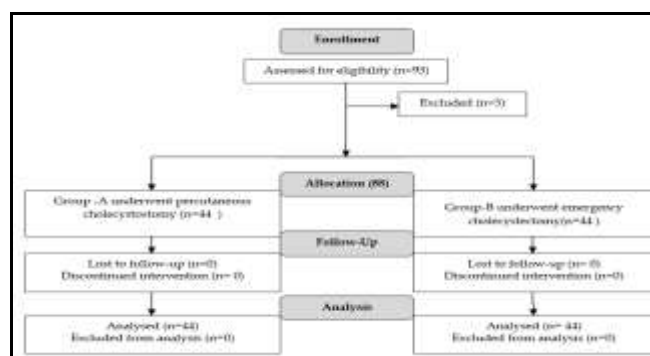 Enrollment
Assessed for eligibility (n=93)
Excluded (n=5)
Allocation (88)
Group -A underwent percutaneous
cholecystostomy (n=44 )
Group-B underwent emergency
cholecystectomy(n=44 )
Follow-Up
Lost to follow-up (n=0)
Discontinued intervention (n= 0)
Lost to follow-up (n= 0)
Discontinued intervention (n=0)
Analysis
Analysed (n=44)
Excluded from analysis (n=0)
Analysed (n= 44)
Excluded from analysis (n=0)